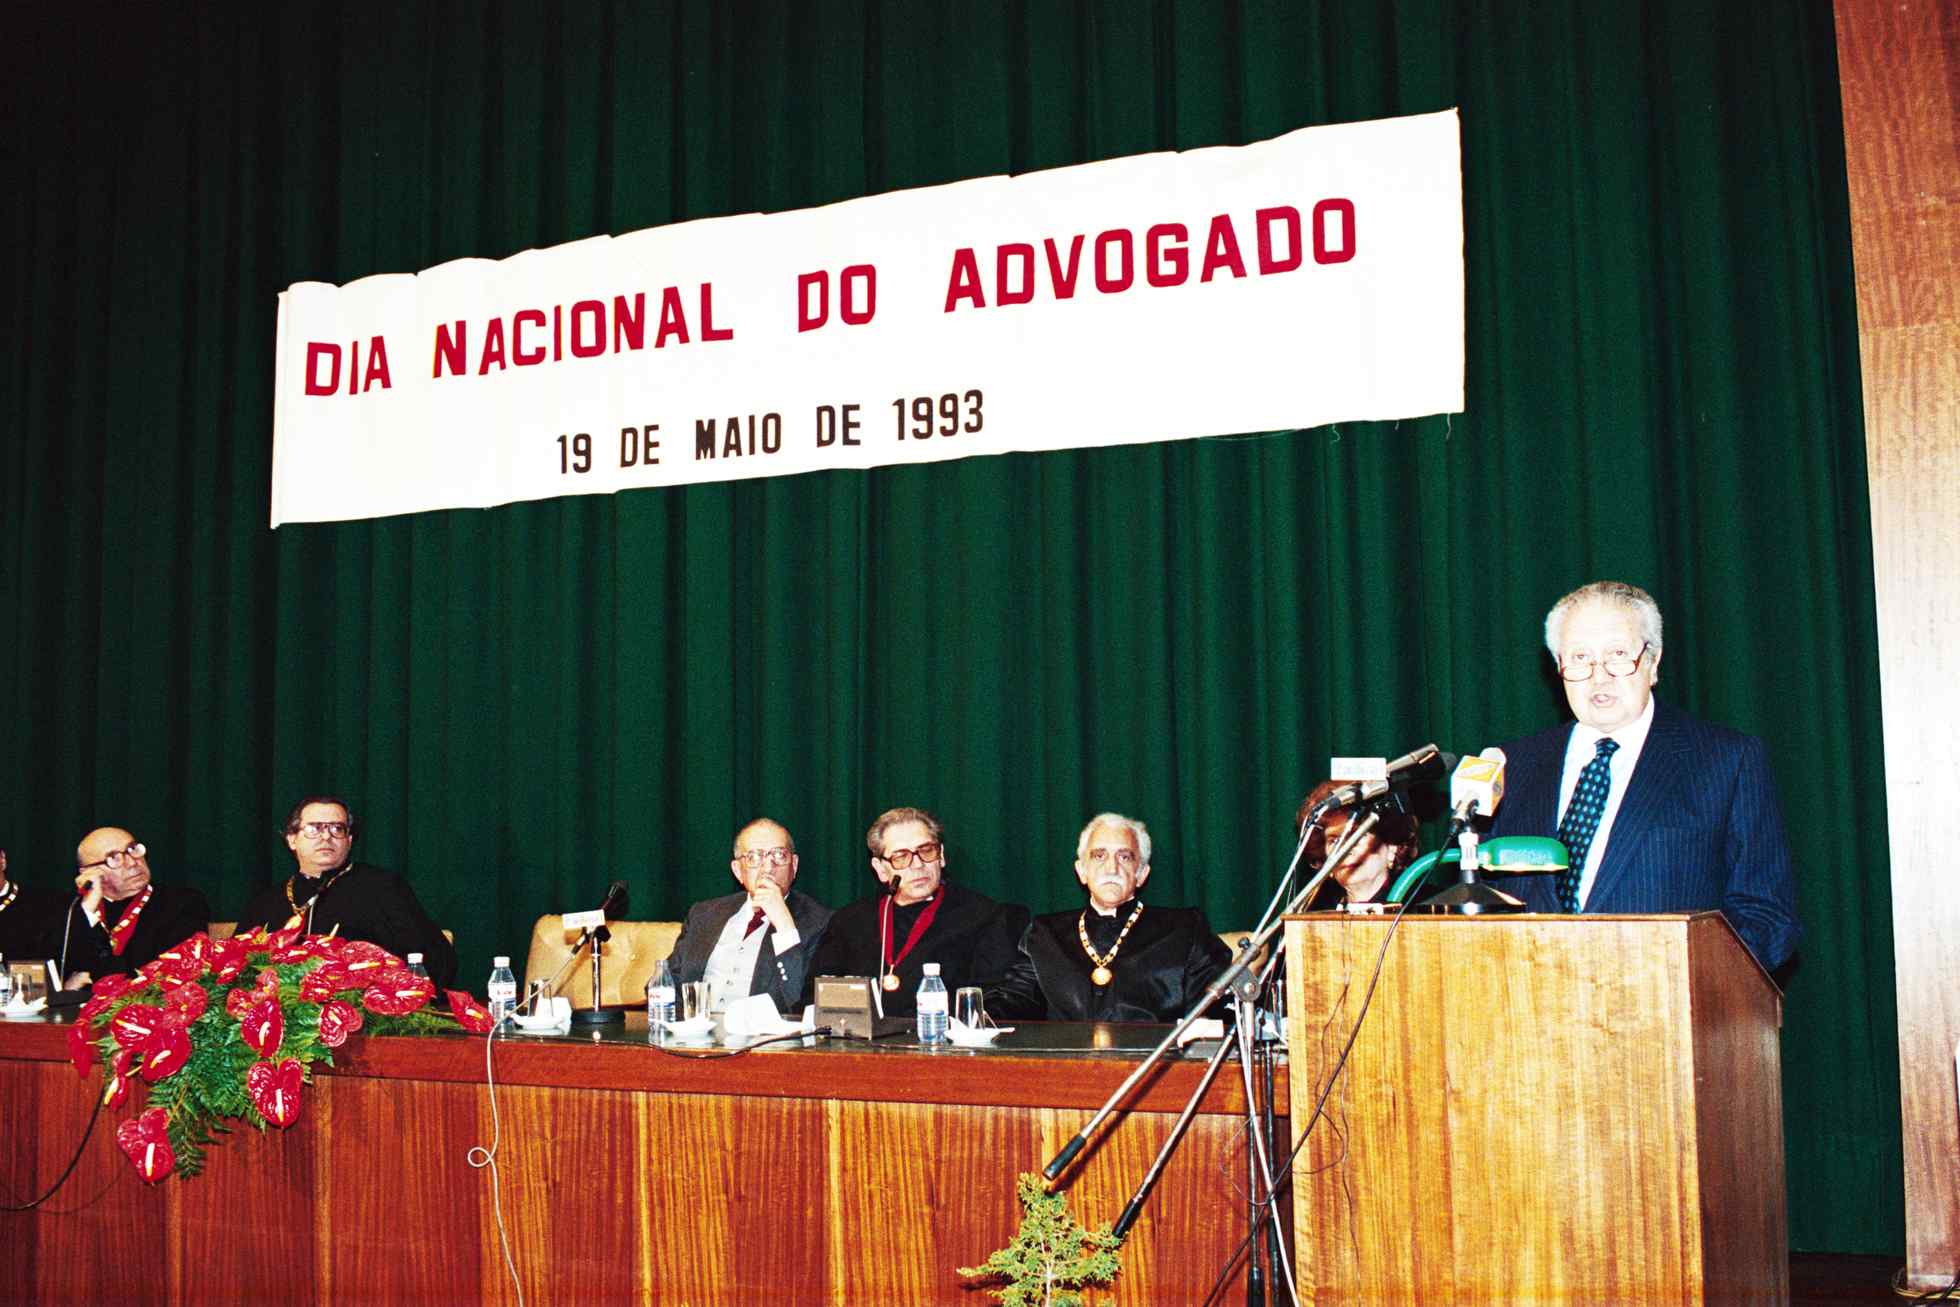 DIA NACIONAL DO ADVOGADO
19 DE MAIO DE 1993